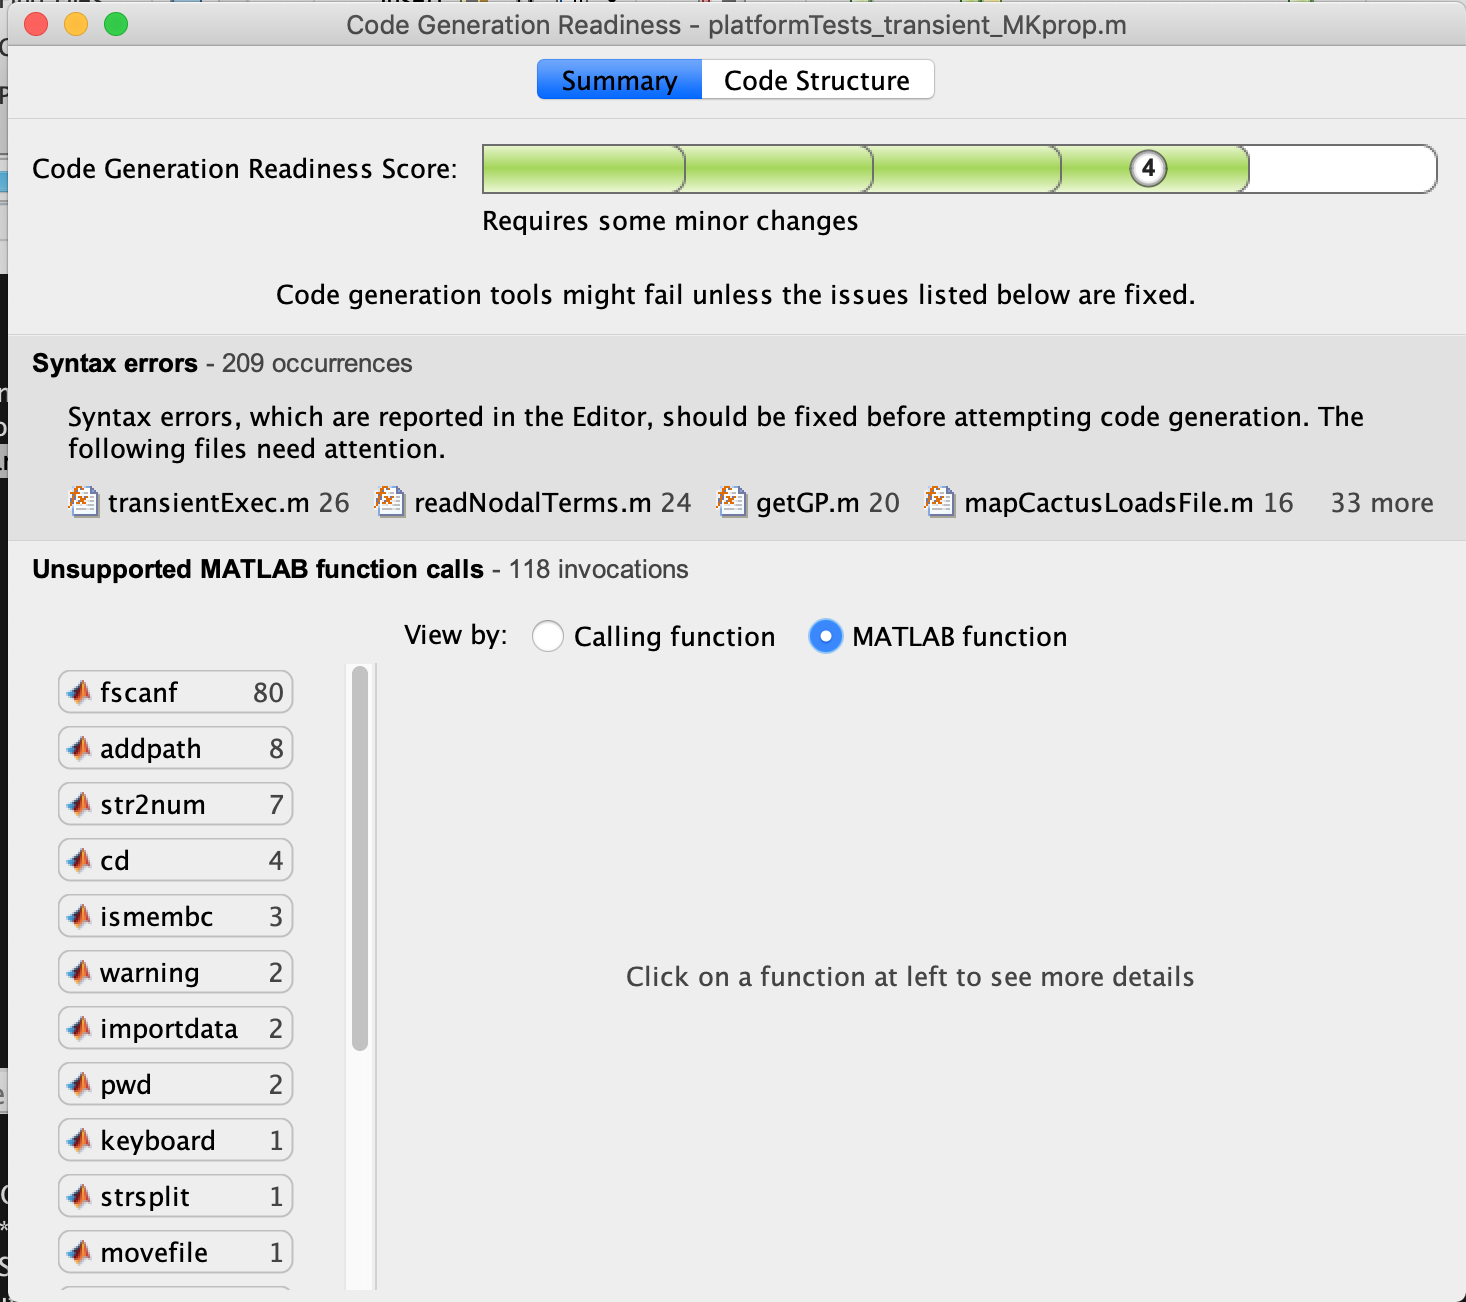 Code Generation Readiness - platformTests_transient_MKprop.m
Summary Code Structure
Code Generation Readiness Score: 4
Requires some minor changes
Code generation tools might fail unless the issues listed below are fixed.
Syntax errors - 209 occurrences
Syntax errors, which are reported in the Editor, should be fixed before attempting code generation. The
following files need attention.
transientExec.m 26 readNodalTerms.m 24 getGP.m 20 mapCactusLoadsFile.m 16 33 more
Unsupported MATLAB function calls - 118 invocations
View by: Calling function MATLAB function
fscanf 80
addpath 8
str2num 7
cd 4
ismembc 3
warning 2
importdata 2
pwd 2
keyboard 1
strsplit 1
movefile 1
Click on a function at left to see more details